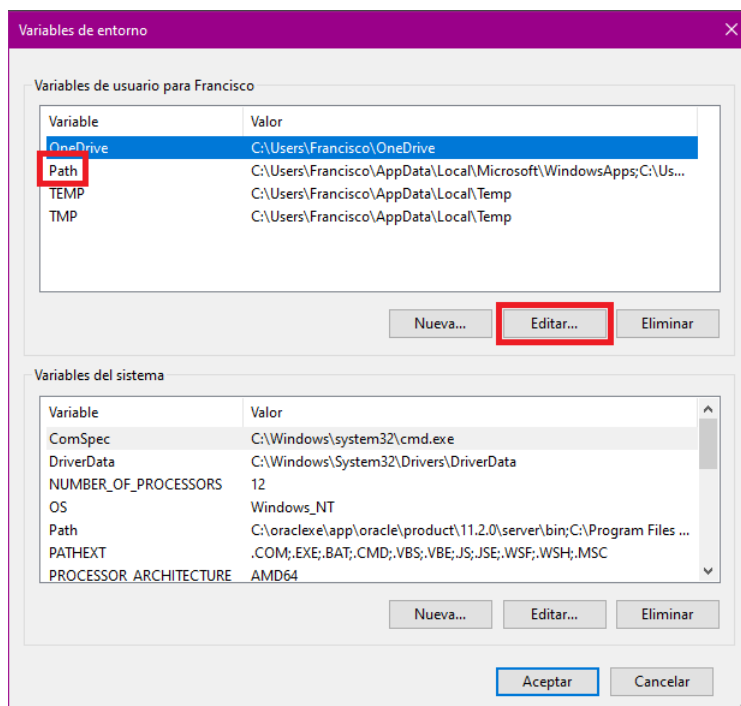 Variables de entorno
Variables de usuario para Francisco
Variable Valor
OneDrive C:\Users\Francisco\OneDrive
Path C:\Users\Francisco\AppData\Local\Microsoft\WindowsApps;C:\Us...
TEMP C:\Users\Francisco\AppData\Local\Temp
TMP C:\Users\Francisco\AppData\Local\Temp
Nueva... Editar... Eliminar
Variables del sistema
Variable Valor
ComSpec C:\Windows\system32\cmd.exe
DriverData C:\Windows\System32\Drivers\DriverData
NUMBER_OF_PROCESSORS 12
OS Windows_NT
Path C:\oraclexe\app\oracle\product\11.2.0\server\bin;C:\Program Files ...
PATHEXT .COM;.EXE;.BAT;.CMD;.VBS;.VBE;.JS;.JSE;.WSF;.WSH;.MSC
PROCESSOR_ARCHITECTURE AMD64
Nueva... Editar... Eliminar
Aceptar Cancelar